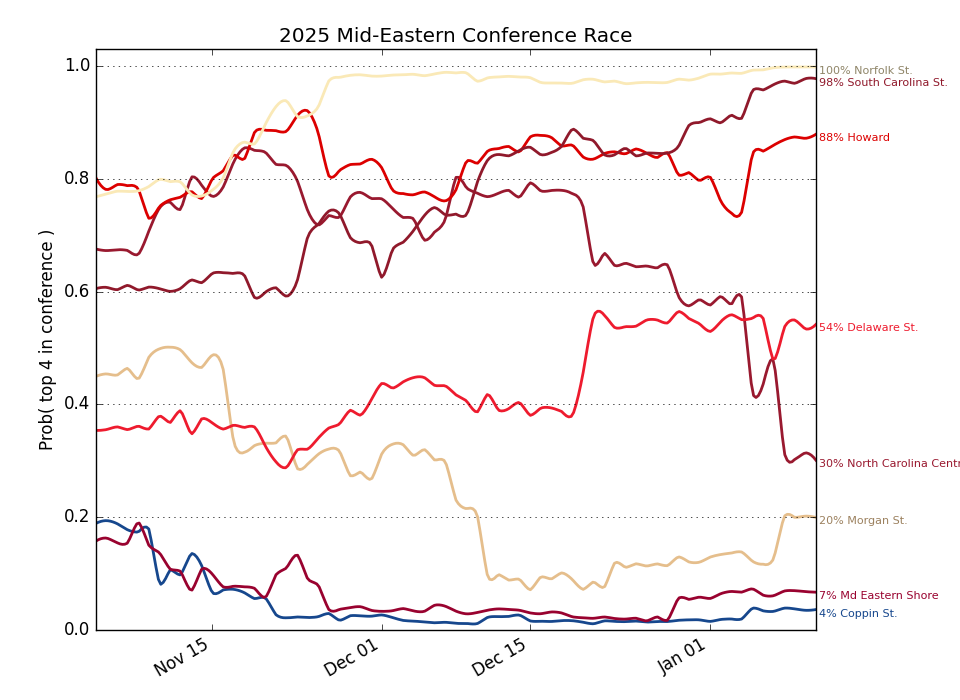 2025 Mid-Eastern Conference Race
Prob( top 4 in conference )
1.0
0.8
0.6
0.4
0.2
0.0
Nov 15
Dec 01
Dec 15
Jan 01
100% Norfolk St.
98% South Carolina St.
88% Howard
54% Delaware St.
30% North Carolina Centr
20% Morgan St.
7% Md Eastern Shore
4% Coppin St.